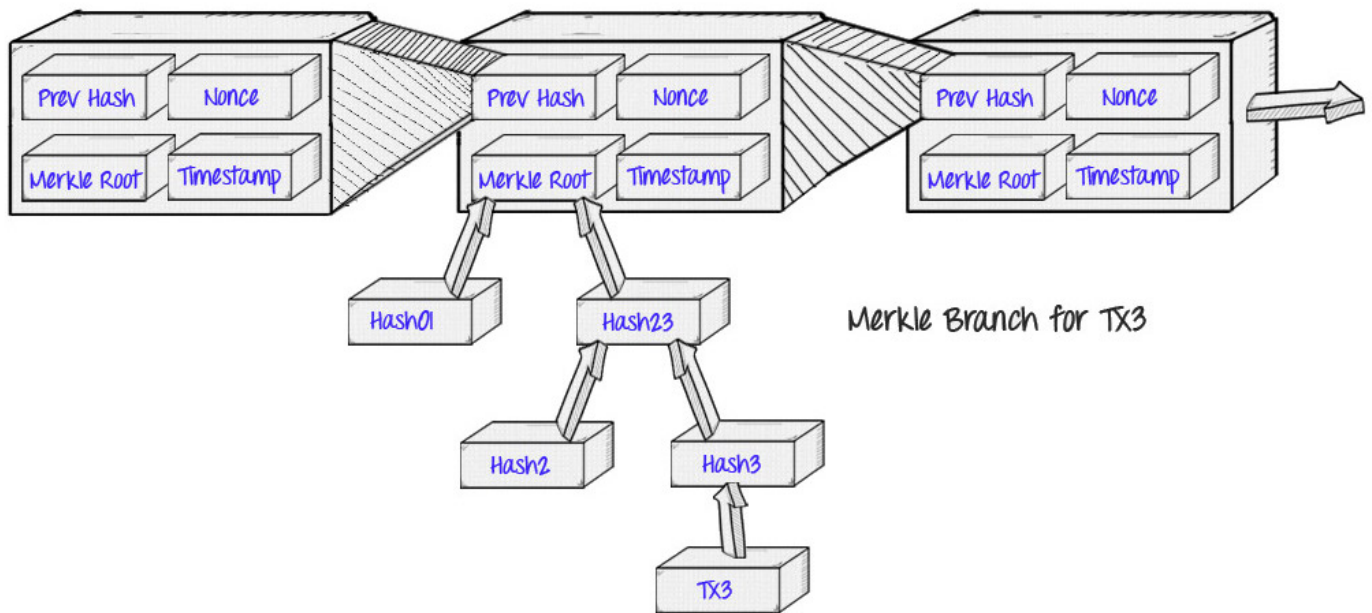 Prev Hash Nonce
Merkle Root Timestamp
Prev Hash Nonce
Merkle Root Timestamp
Prev Hash Nonce
Merkle Root Timestamp
Hash01
Hash23
Merkle Branch for TX3
Hash2
Hash3
TX3